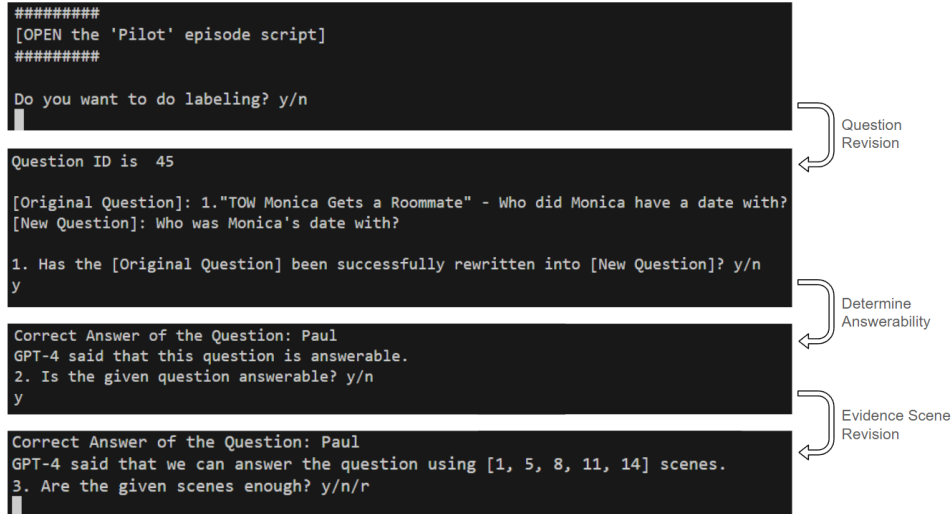 #########
[OPEN the 'Pilot' episode script]
#########
Do you want to do labeling? y/n
Question
Revision
Question ID is  45
[Original Question]: 1."TOW Monica Gets a Roommate" - Who did Monica have a date with?
[New Question]: Who was Monica's date with?
1. Has the [Original Question] been successfully rewritten into [New Question]? y/n
y
Determine
Answerability
Correct Answer of the Question: Paul
GPT-4 said that this question is answerable.
2. Is the given question answerable? y/n
y
Evidence Scene
Revision
Correct Answer of the Question: Paul
GPT-4 said that we can answer the question using [1, 5, 8, 11, 14] scenes.
3. Are the given scenes enough? y/n/r